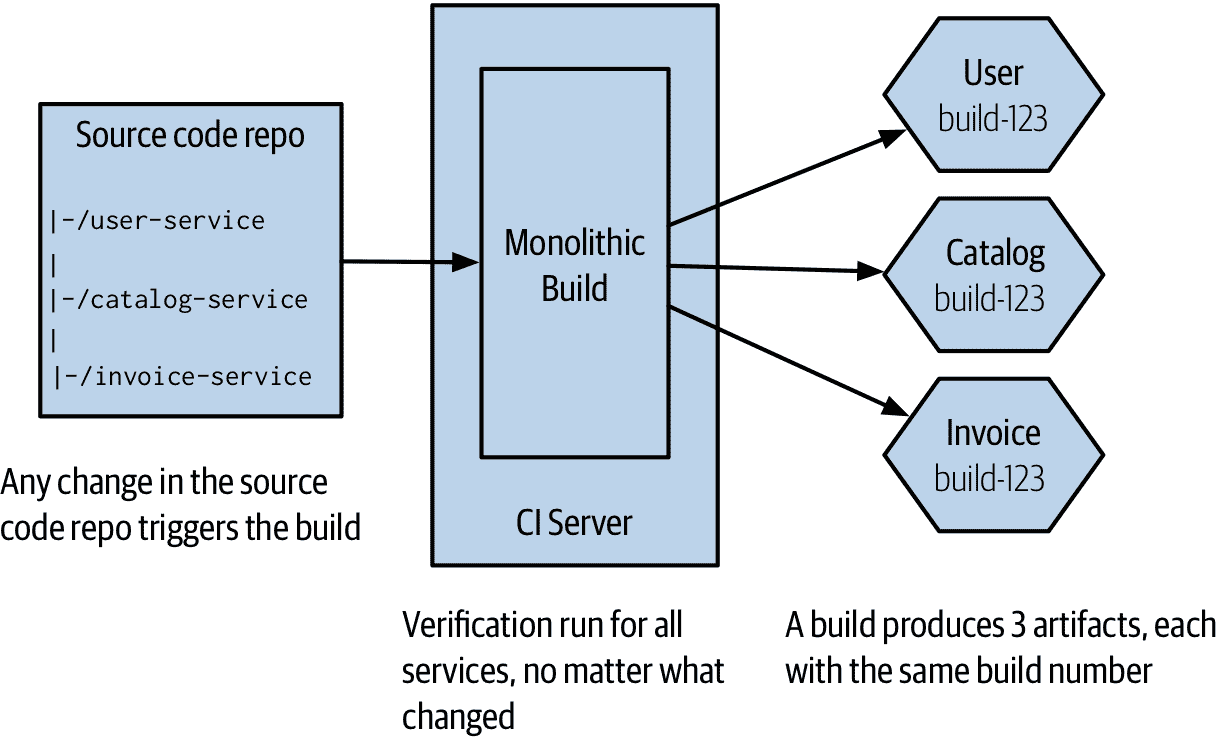 Source code repo
|-/user-service
|
|-/catalog-service
|
|-/invoice-service
Any change in the source
code repo triggers the build
Monolithic
Build
CI Server
Verification run for all
services, no matter what
changed
User
build-123
Catalog
build-123
Invoice
build-123
A build produces 3 artifacts, each
with the same build number